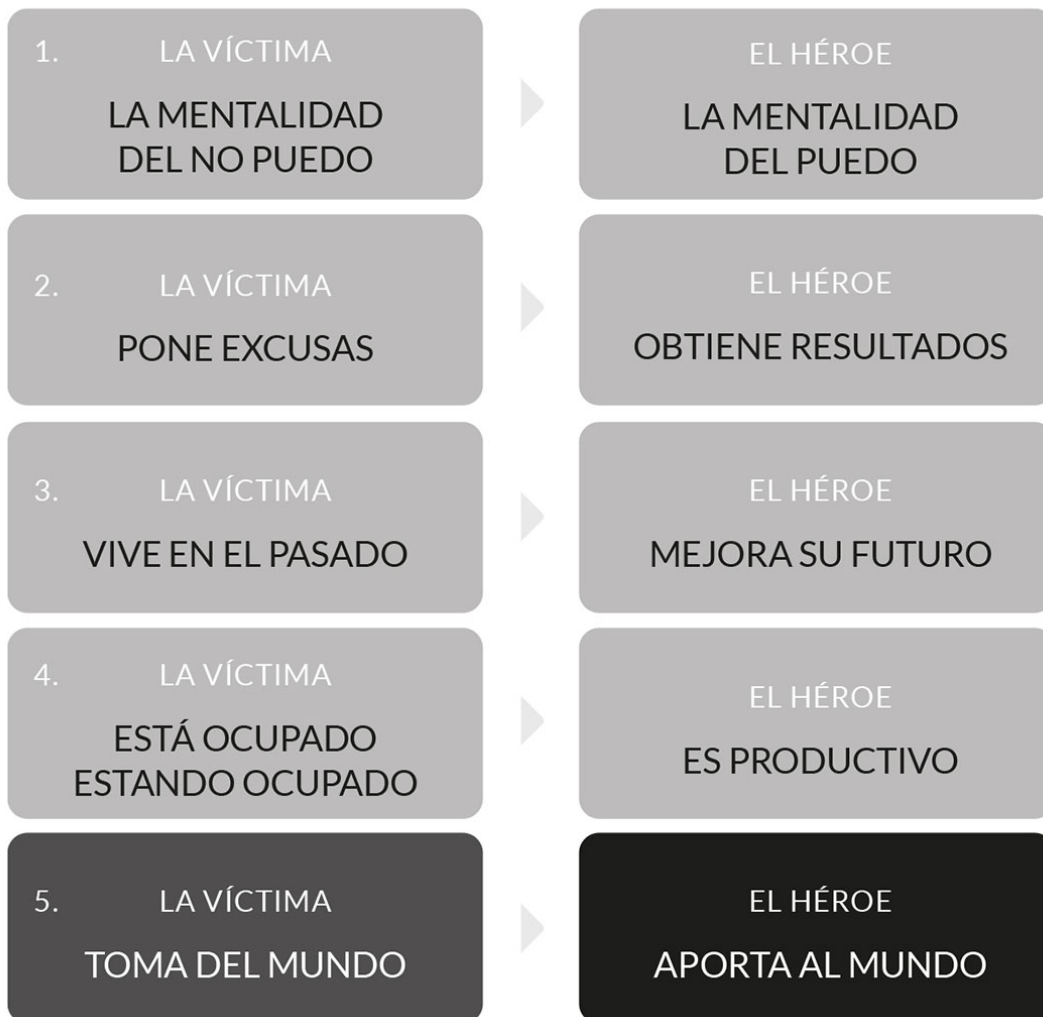 1. LA VÍCTIMA
LA MENTALIDAD
DEL NO PUEDO
EL HÉROE
LA MENTALIDAD
DEL PUEDO
2. LA VÍCTIMA
PONE EXCUSAS
EL HÉROE
OBTIENE RESULTADOS
3. LA VÍCTIMA
VIVE EN EL PASADO
EL HÉROE
MEJORA SU FUTURO
4. LA VÍCTIMA
ESTÁ OCUPADO
ESTANDO OCUPADO
EL HÉROE
ES PRODUCTIVO
5. LA VÍCTIMA
TOMA DEL MUNDO
EL HÉROE
APORTA AL MUNDO